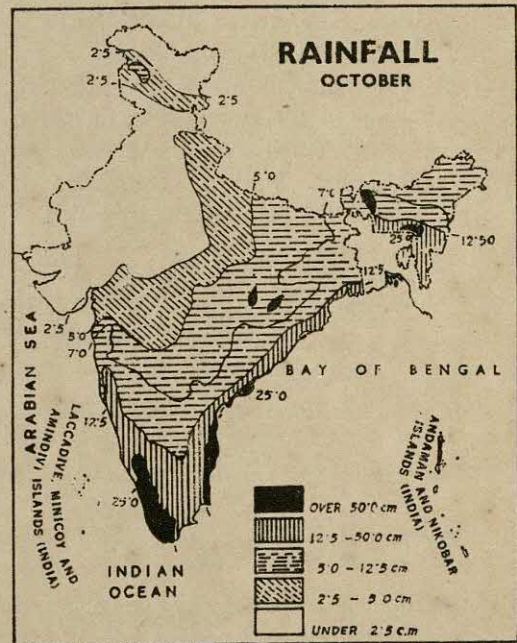 RAINFALL
OCTOBER
2·5
2·5
2·5
5·0
7·0
25·0
12·50
12·5
2·5
5·0
7·0
12·5
25·0
25·0
ARABIAN SEA
BAY OF BENGAL
LACCADIVE, MINICOY AND
AMINDIVI ISLANDS (INDIA)
ANDAMAN AND NIKOBAR
ISLANDS (INDIA)
INDIAN
OCEAN
OVER 50·0 cm
12·5 – 50·0 cm
5·0 – 12·5 cm
2·5 – 5·0 cm
UNDER 2·5 c.m